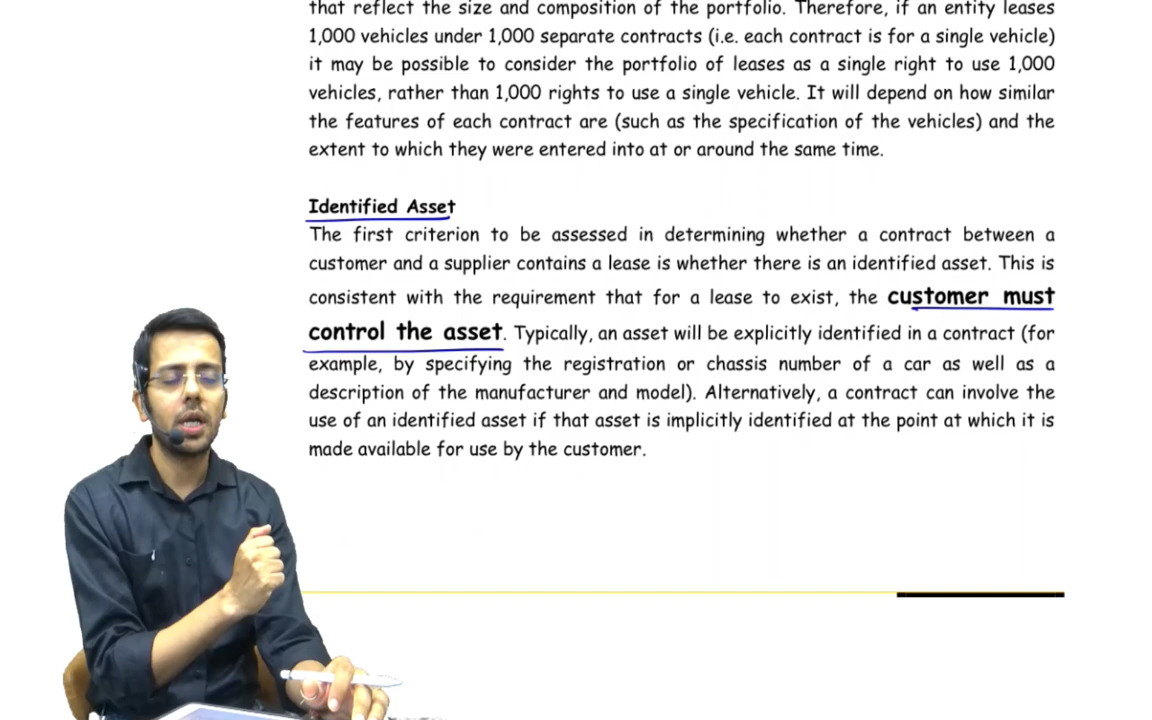 that reflect the size and composition of the portfolio. Therefore, if an entity leases
1,000 vehicles under 1,000 separate contracts (i.e. each contract is for a single vehicle)
it may be possible to consider the portfolio of leases as a single right to use 1,000
vehicles, rather than 1,000 rights to use a single vehicle. It will depend on how similar
the features of each contract are (such as the specification of the vehicles) and the
extent to which they were entered into at or around the same time.
Identified Asset
The first criterion to be assessed in determining whether a contract between a
customer and a supplier contains a lease is whether there is an identified asset. This is
consistent with the requirement that for a lease to exist, the customer must
control the asset. Typically, an asset will be explicitly identified in a contract (for
example, by specifying the registration or chassis number of a car as well as a
description of the manufacturer and model). Alternatively, a contract can involve the
use of an identified asset if that asset is implicitly identified at the point at which it is
made available for use by the customer.